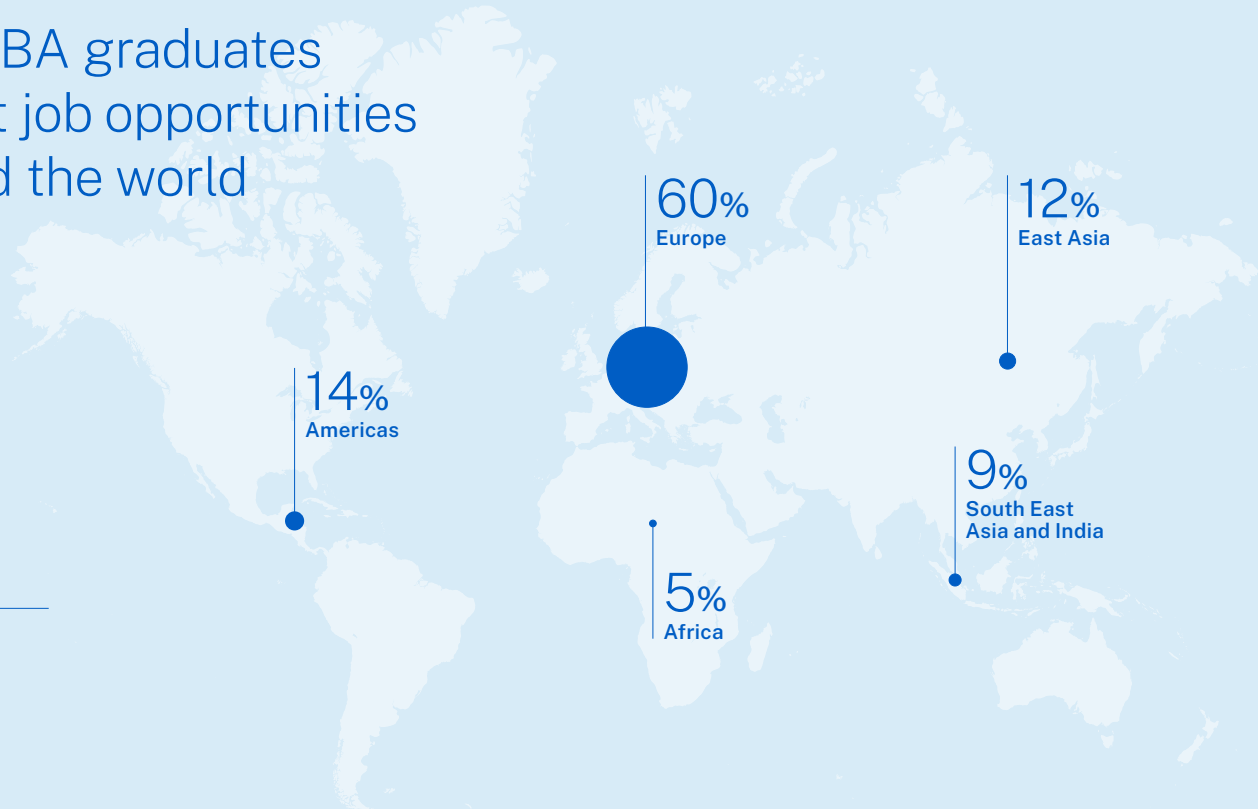 BA graduates
t job opportunities
d the world
60%
Europe
12%
East Asia
14%
Americas
9%
South East
Asia and India
5%
Africa